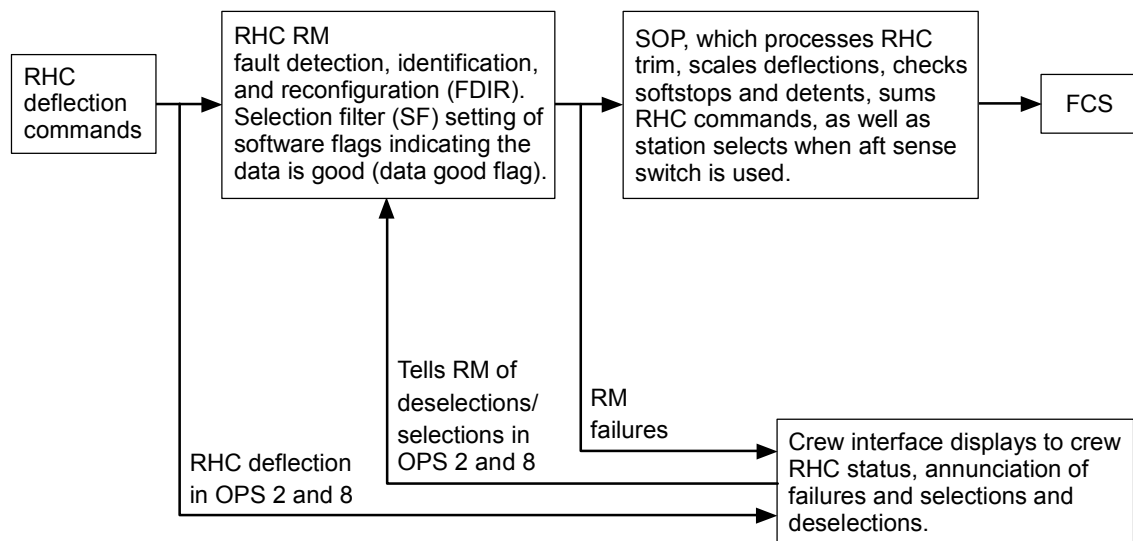 RHC
deflection
commands
RHC RM
fault detection, identification,
and reconfiguration (FDIR).
Selection filter (SF) setting of
software flags indicating the
data is good (data good flag).
SOP, which processes RHC
trim, scales deflections, checks
softstops and detents, sums
RHC commands, as well as
station selects when aft sense
switch is used.
FCS
Tells RM of
deselections/
selections in
OPS 2 and 8
RM
failures
RHC deflection
in OPS 2 and 8
Crew interface displays to crew
RHC status, annunciation of
failures and selections and
deselections.